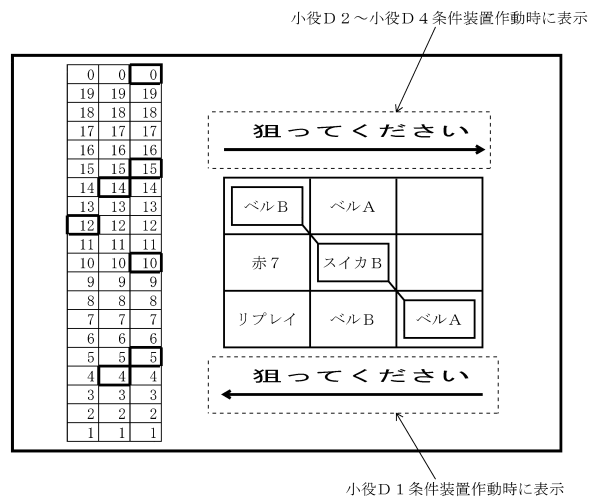 小役Ｄ２～小役Ｄ４条件装置作動時に表示
0 0 0
19 19 19
18 18 18
17 17 17
16 16 16
15 15 15
14 14 14
13 13 13
12 12 12
11 11 11
10 10 10
9 9 9
8 8 8
7 7 7
6 6 6
5 5 5
4 4 4
3 3 3
2 2 2
1 1 1
狙ってください
ベルＢ ベルＡ
赤７ スイカＢ
リプレイ ベルＢ ベルＡ
狙ってください
小役Ｄ１条件装置作動時に表示